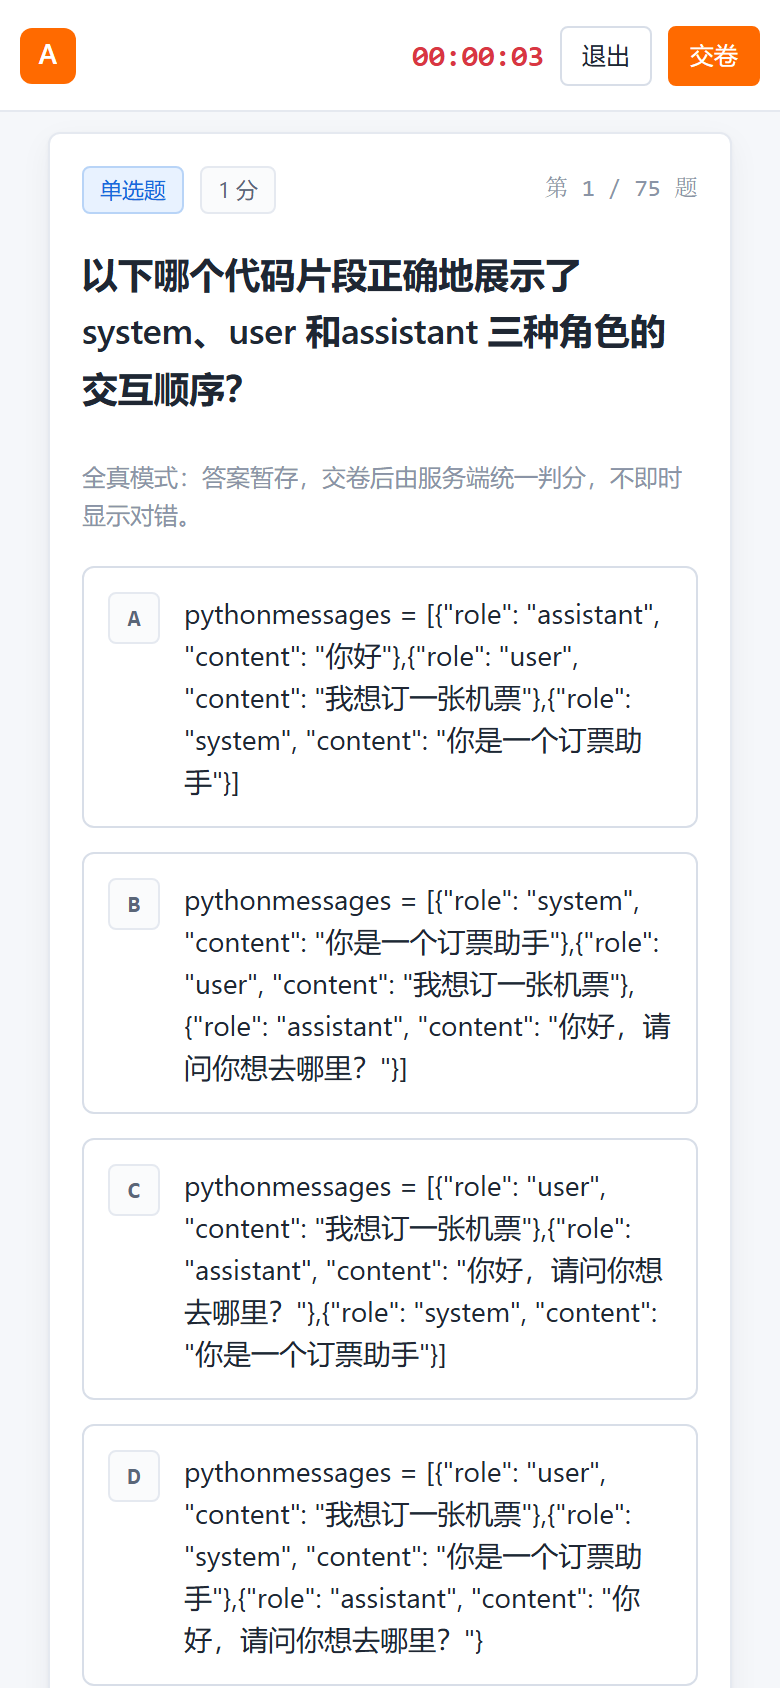 A
00:00:03
退出
交卷
单选题
1 分
第 1 / 75 题
以下哪个代码片段正确地展示了
system、user 和assistant 三种角色的
交互顺序？
全真模式：答案暂存，交卷后由服务端统一判分，不即时
显示对错。
A
pythonmessages = [{"role": "assistant",
"content": "你好"},{"role": "user",
"content": "我想订一张机票"},{"role":
"system", "content": "你是一个订票助
手"}]
B
pythonmessages = [{"role": "system",
"content": "你是一个订票助手"},{"role":
"user", "content": "我想订一张机票"},
{"role": "assistant", "content": "你好，请
问你想去哪里？"}]
C
pythonmessages = [{"role": "user",
"content": "我想订一张机票"},{"role":
"assistant", "content": "你好，请问你想
去哪里？"},{"role": "system", "content":
"你是一个订票助手"}]
D
pythonmessages = [{"role": "user",
"content": "我想订一张机票"},{"role":
"system", "content": "你是一个订票助
手"},{"role": "assistant", "content": "你
好，请问你想去哪里？"}